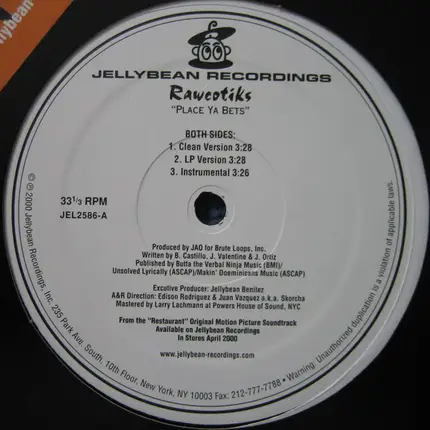 llybean
JELLYBEAN RECORDINGS
Raweotiks
"PLACE YA BETS"
BOTH SIDES:
1. Clean Version 3:28
2. LP Version 3:28
3. Instrumental 3:26
33 1/3 RPM
JEL2586-A
Produced by JAO for Brute Loops, Inc.
Written by B. Castillo, J. Valentine & J. Ortiz
Published by Butta the Verbal Ninja Music (BMI)/
Unsolved Lyrically (ASCAP)/Makin' Doeminicans Music (ASCAP)
Excutive Producer: Jellybean Benitez
A&R Direction: Edison Rodriguez & Juan Vazquez a.k.a. Skorcha
Mastered by Larry Lachmann at Powers House of Sound, NYC
From the "Restaurant" Original Motion Picture Soundtrack
Available on Jellybean Recordings
In Stores April 2000
www.jellybean-recordings.com
℗ © 2000 Jellybean Recordings, Inc. 235 Park Ave. South, 10th Floor, New York, NY 10003 Fax: 212-777-7788 • Warning: Unauthorized duplication is a violation of applicable laws.